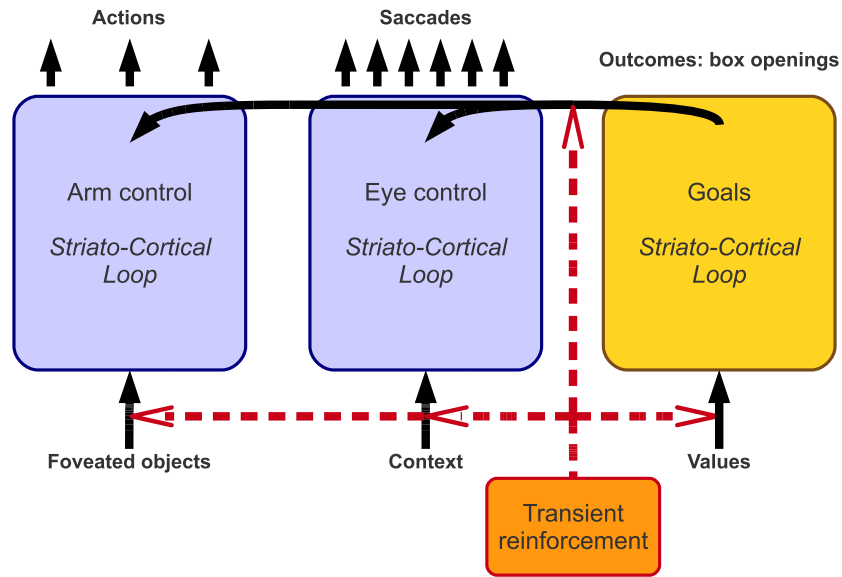 Actions
Saccades
Outcomes: box openings
Arm control
Striato-Cortical
Loop
Eye control
Striato-Cortical
Loop
Goals
Striato-Cortical
Loop
Foveated objects
Context
Values
Transient
reinforcement